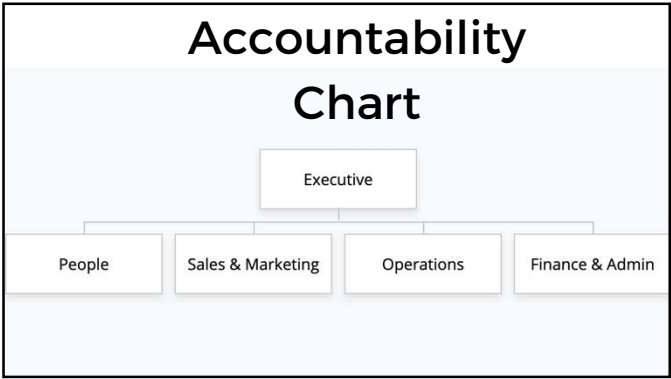 Accountability
Chart
Executive
People
Sales & Marketing
Operations
Finance & Admin